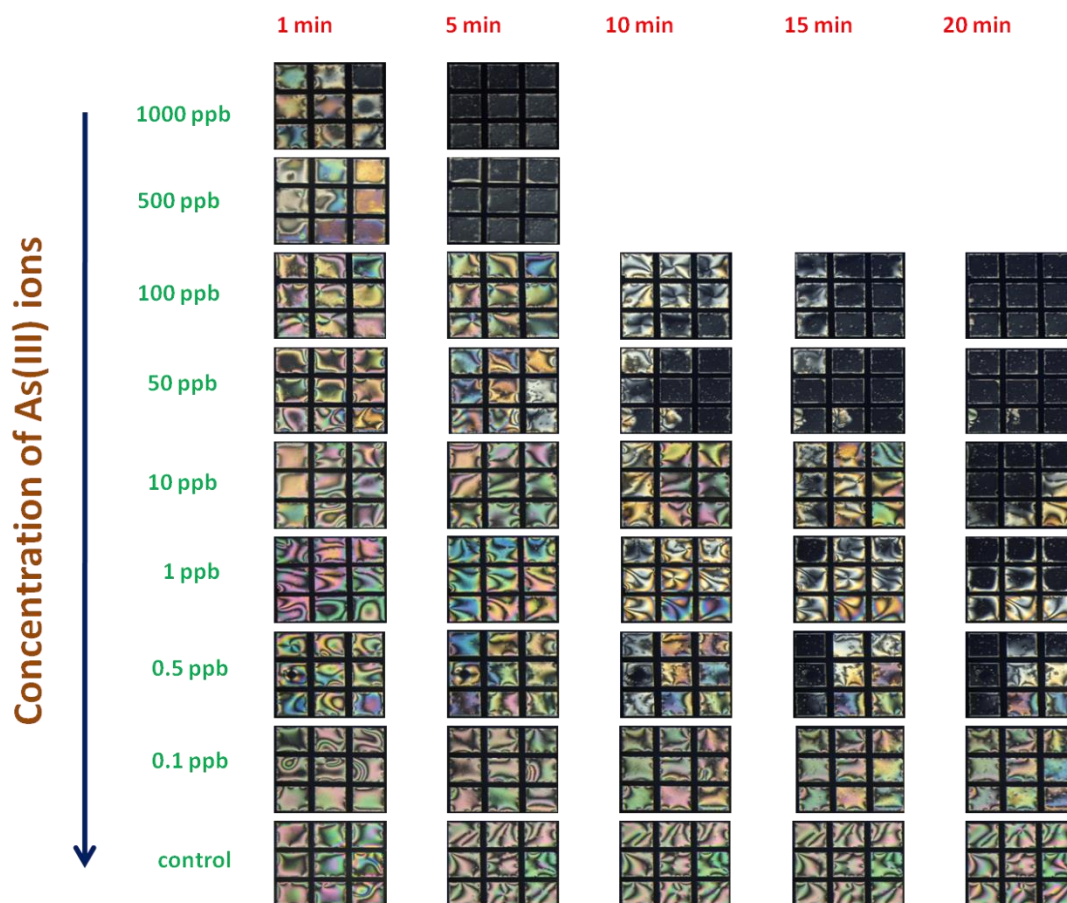 1 min 5 min 10 min 15 min 20 min
1000 ppb
500 ppb
100 ppb
50 ppb
10 ppb
1 ppb
0.5 ppb
0.1 ppb
control
Concentration of As(III) ions